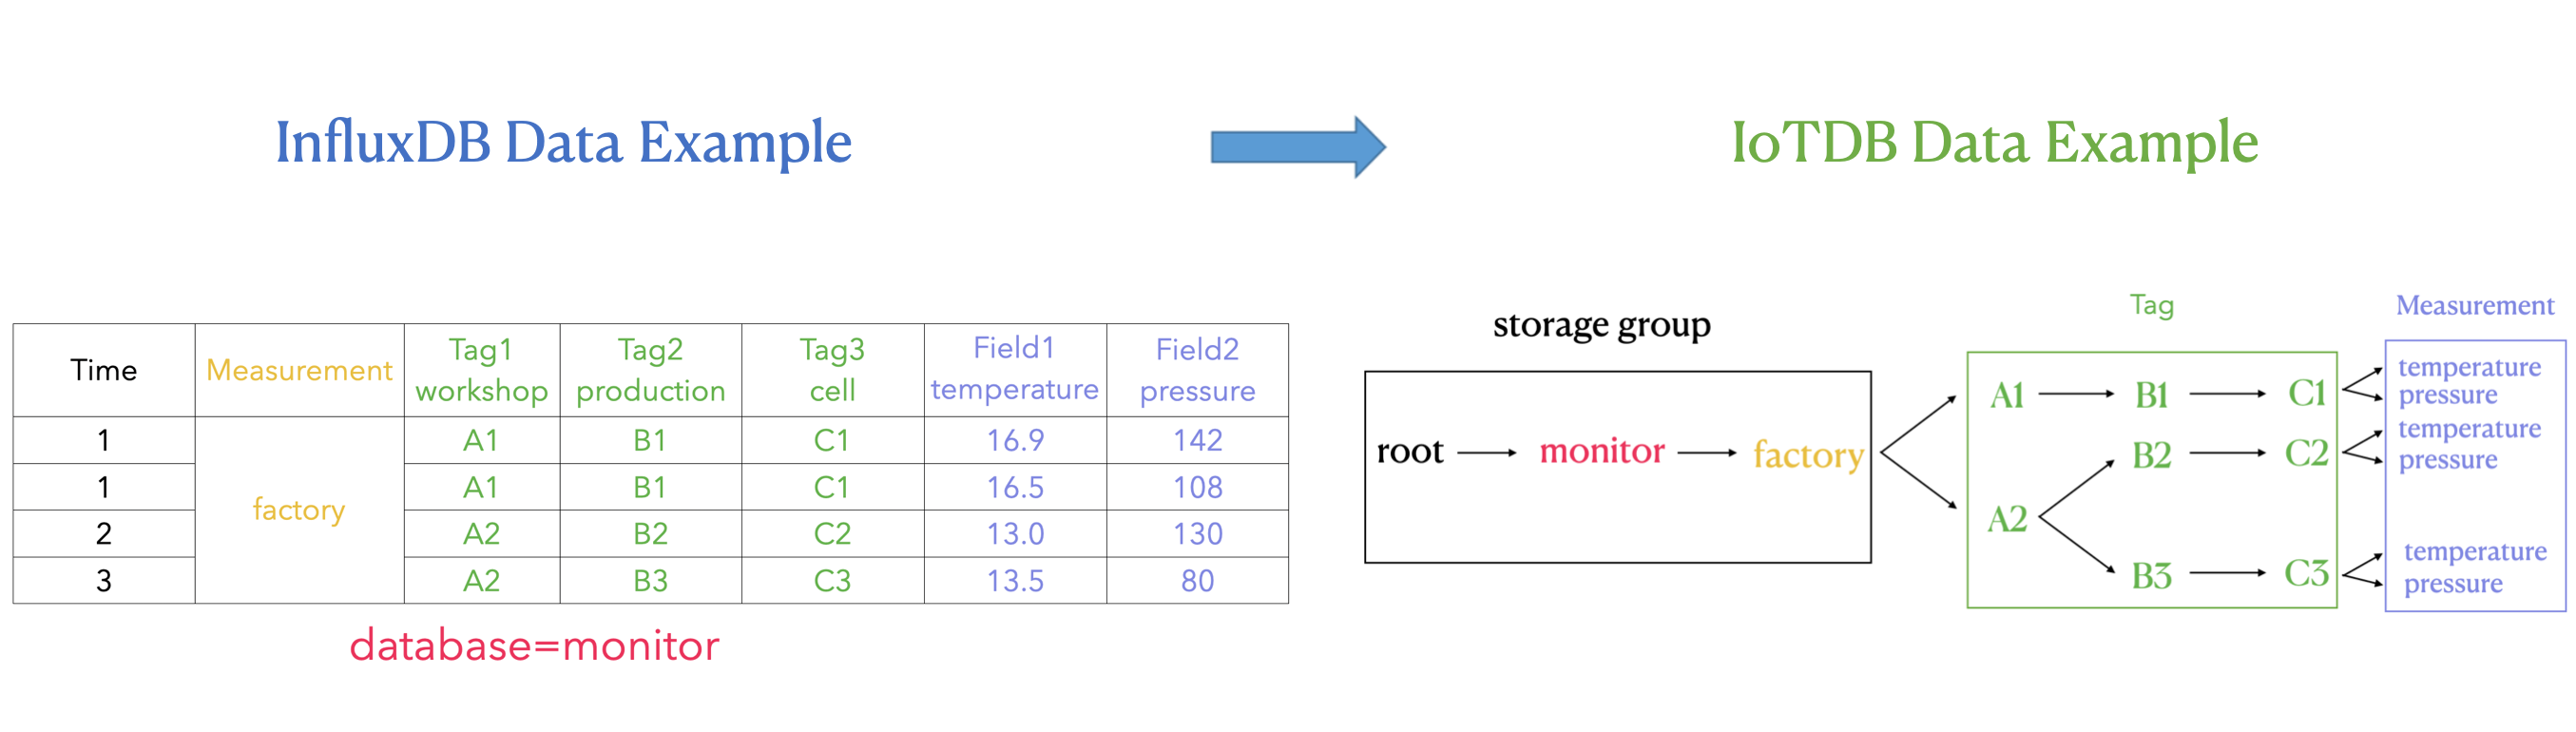 InfluxDB Data Example
IoTDB Data Example
Time
Measurement
Tag1
workshop
Tag2
production
Tag3
cell
Field1
temperature
Field2
pressure
1
factory
A1
B1
C1
16.9
142
1
A1
B1
C1
16.5
108
2
A2
B2
C2
13.0
130
3
A2
B3
C3
13.5
80
database=monitor
storage group
root
monitor
factory
Tag
A1
B1
C1
B2
C2
A2
B3
C3
Measurement
temperature
pressure
temperature
pressure
temperature
pressure